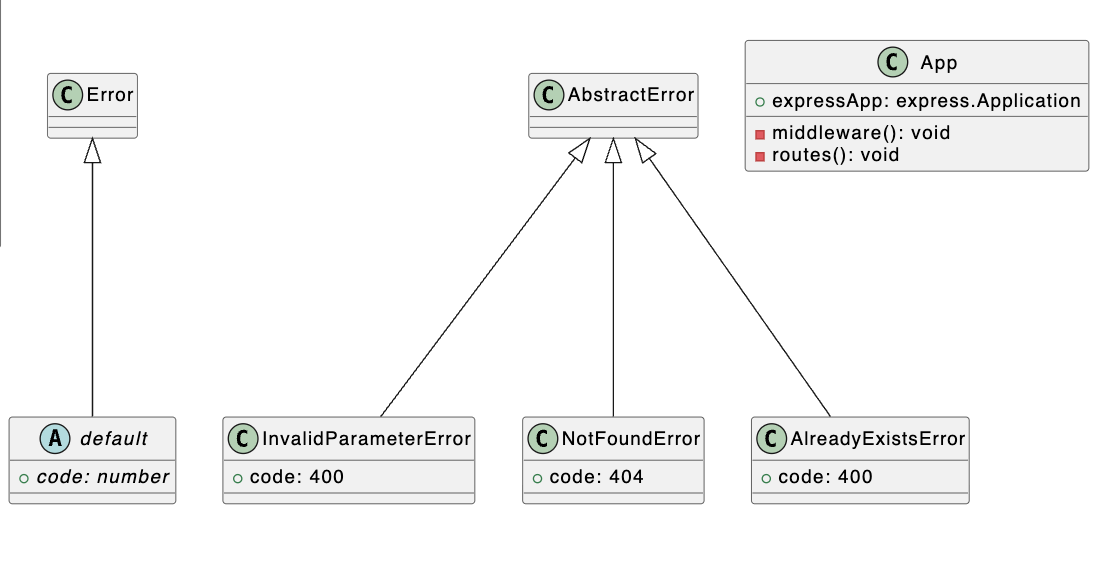 C Error
C AbstractError
C App
expressApp: express.Application
middleware(): void
routes(): void
A default
code: number
C InvalidParameterError
code: 400
C NotFoundError
code: 404
C AlreadyExistsError
code: 400